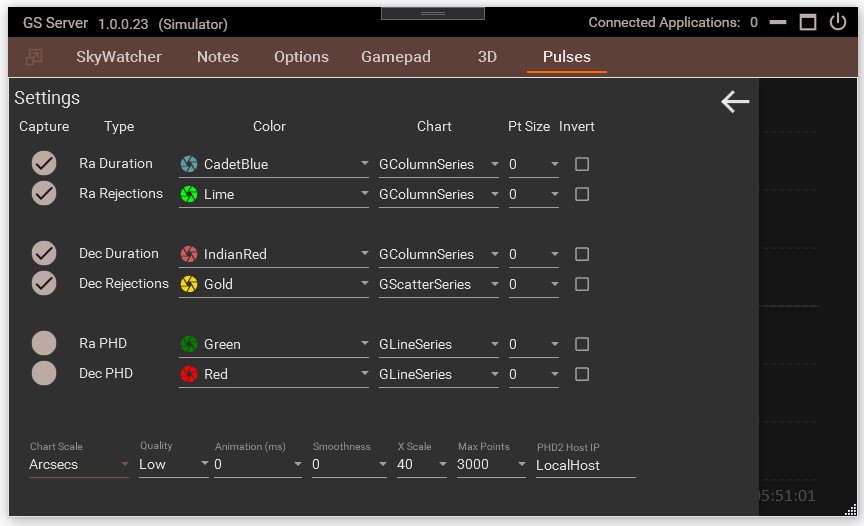 GS Server 1.0.0.23 (Simulator) Connected Applications: 0
SkyWatcher Notes Options Gamepad 3D Pulses
Settings
Capture Type Color Chart Pt Size Invert
Ra Duration CadetBlue GColumnSeries 0
Ra Rejections Lime GColumnSeries 0
Dec Duration IndianRed GColumnSeries 0
Dec Rejections Gold GScatterSeries 0
Ra PHD Green GLineSeries 0
Dec PHD Red GLineSeries 0
Chart Scale Quality Animation (ms) Smoothness X Scale Max Points PHD2 Host IP
Arcsecs Low 0 0 40 3000 LocalHost
5:51:01